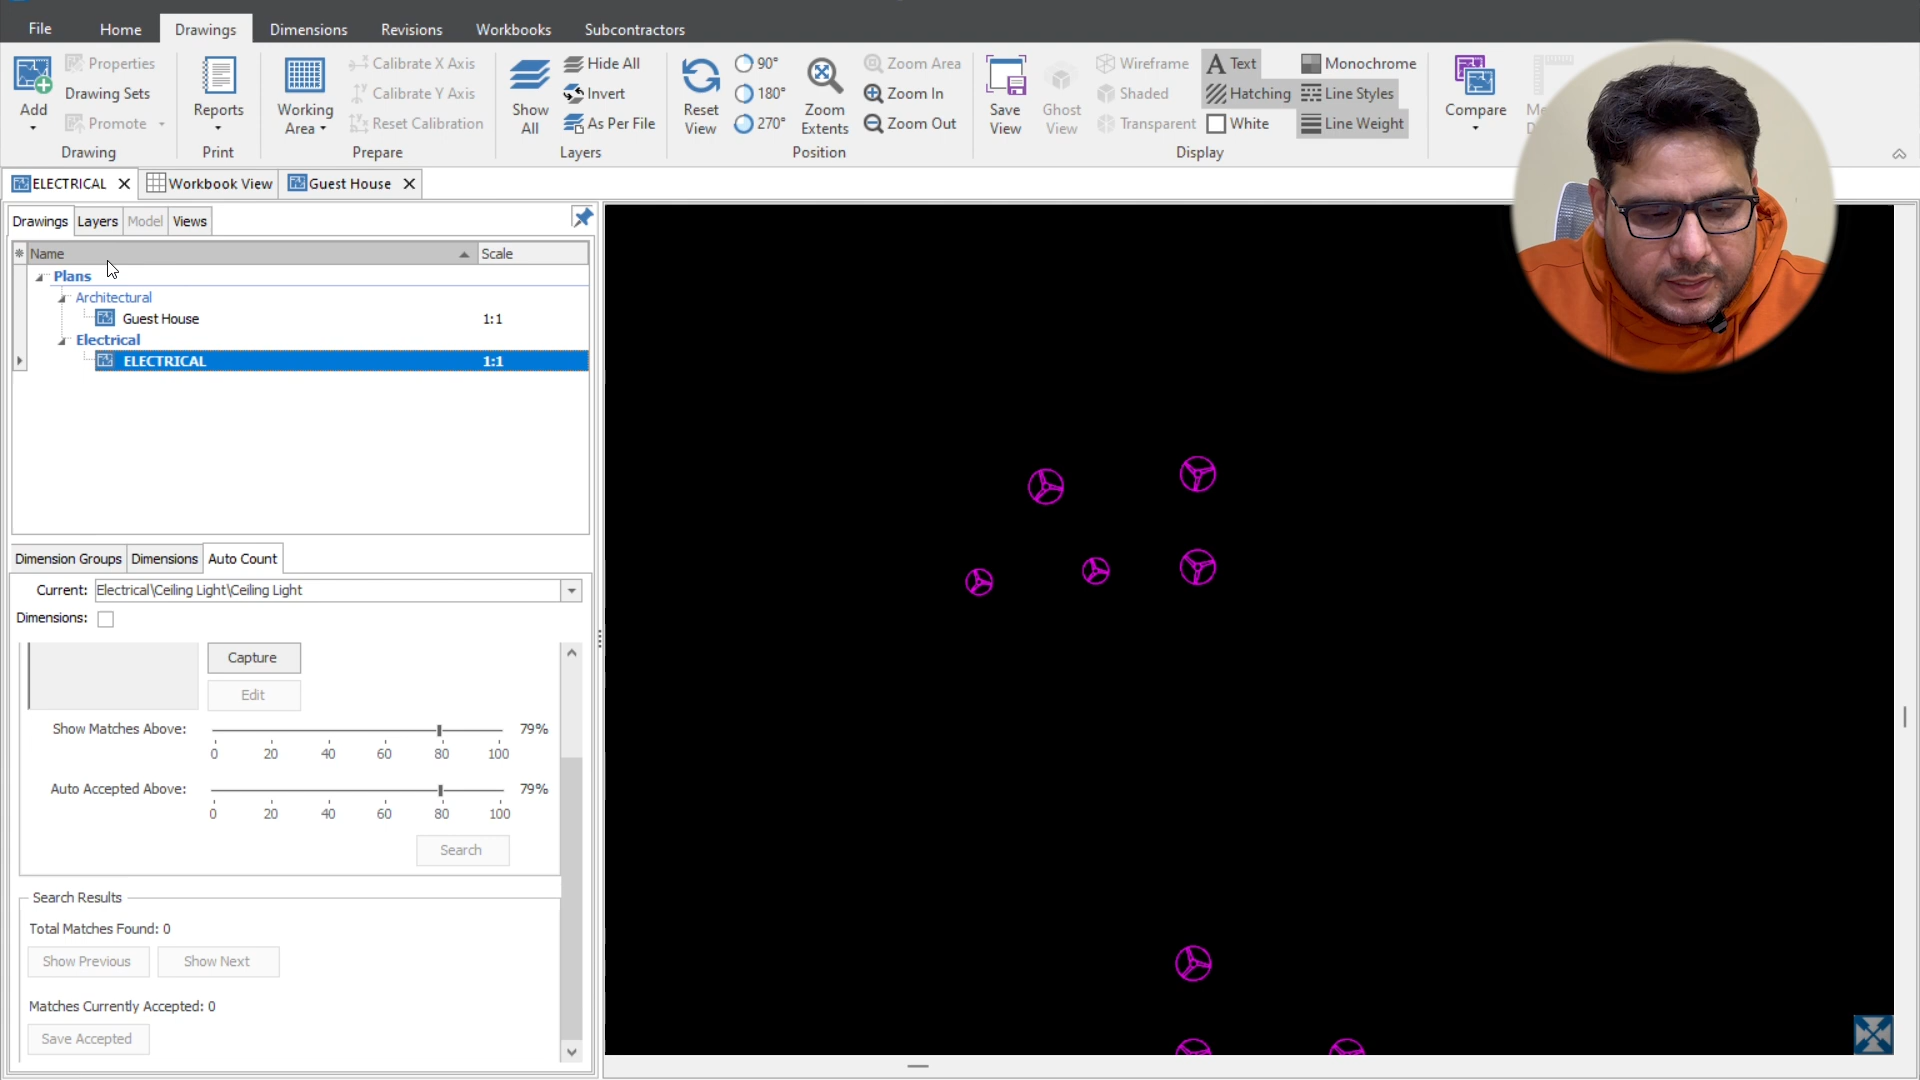 File Home Drawings Dimensions Revisions Workbooks Subcontractors
Add
Properties
Drawing Sets
Promote
Drawing
Reports
Print
Working Area
Calibrate X Axis
Calibrate Y Axis
Reset Calibration
Prepare
Show All
Hide All
Invert
As Per File
Layers
Reset View
90°
180°
270°
Zoom Extents
Zoom Area
Zoom In
Zoom Out
Position
Save View
Ghost View
Wireframe
Shaded
Transparent
Text
Hatching
White
Monochrome
Line Styles
Line Weight
Display
Compare
ELECTRICAL Workbook View Guest House
Drawings Layers Model Views
Name Scale
Plans
Architectural
Guest House 1:1
Electrical
ELECTRICAL 1:1
Dimension Groups Dimensions Auto Count
Current: Electrical\Ceiling Light\Ceiling Light
Dimensions:
Capture
Edit
Show Matches Above: 79%
0 20 40 60 80 100
Auto Accepted Above: 79%
0 20 40 60 80 100
Search
Search Results
Total Matches Found: 0
Show Previous Show Next
Matches Currently Accepted: 0
Save Accepted